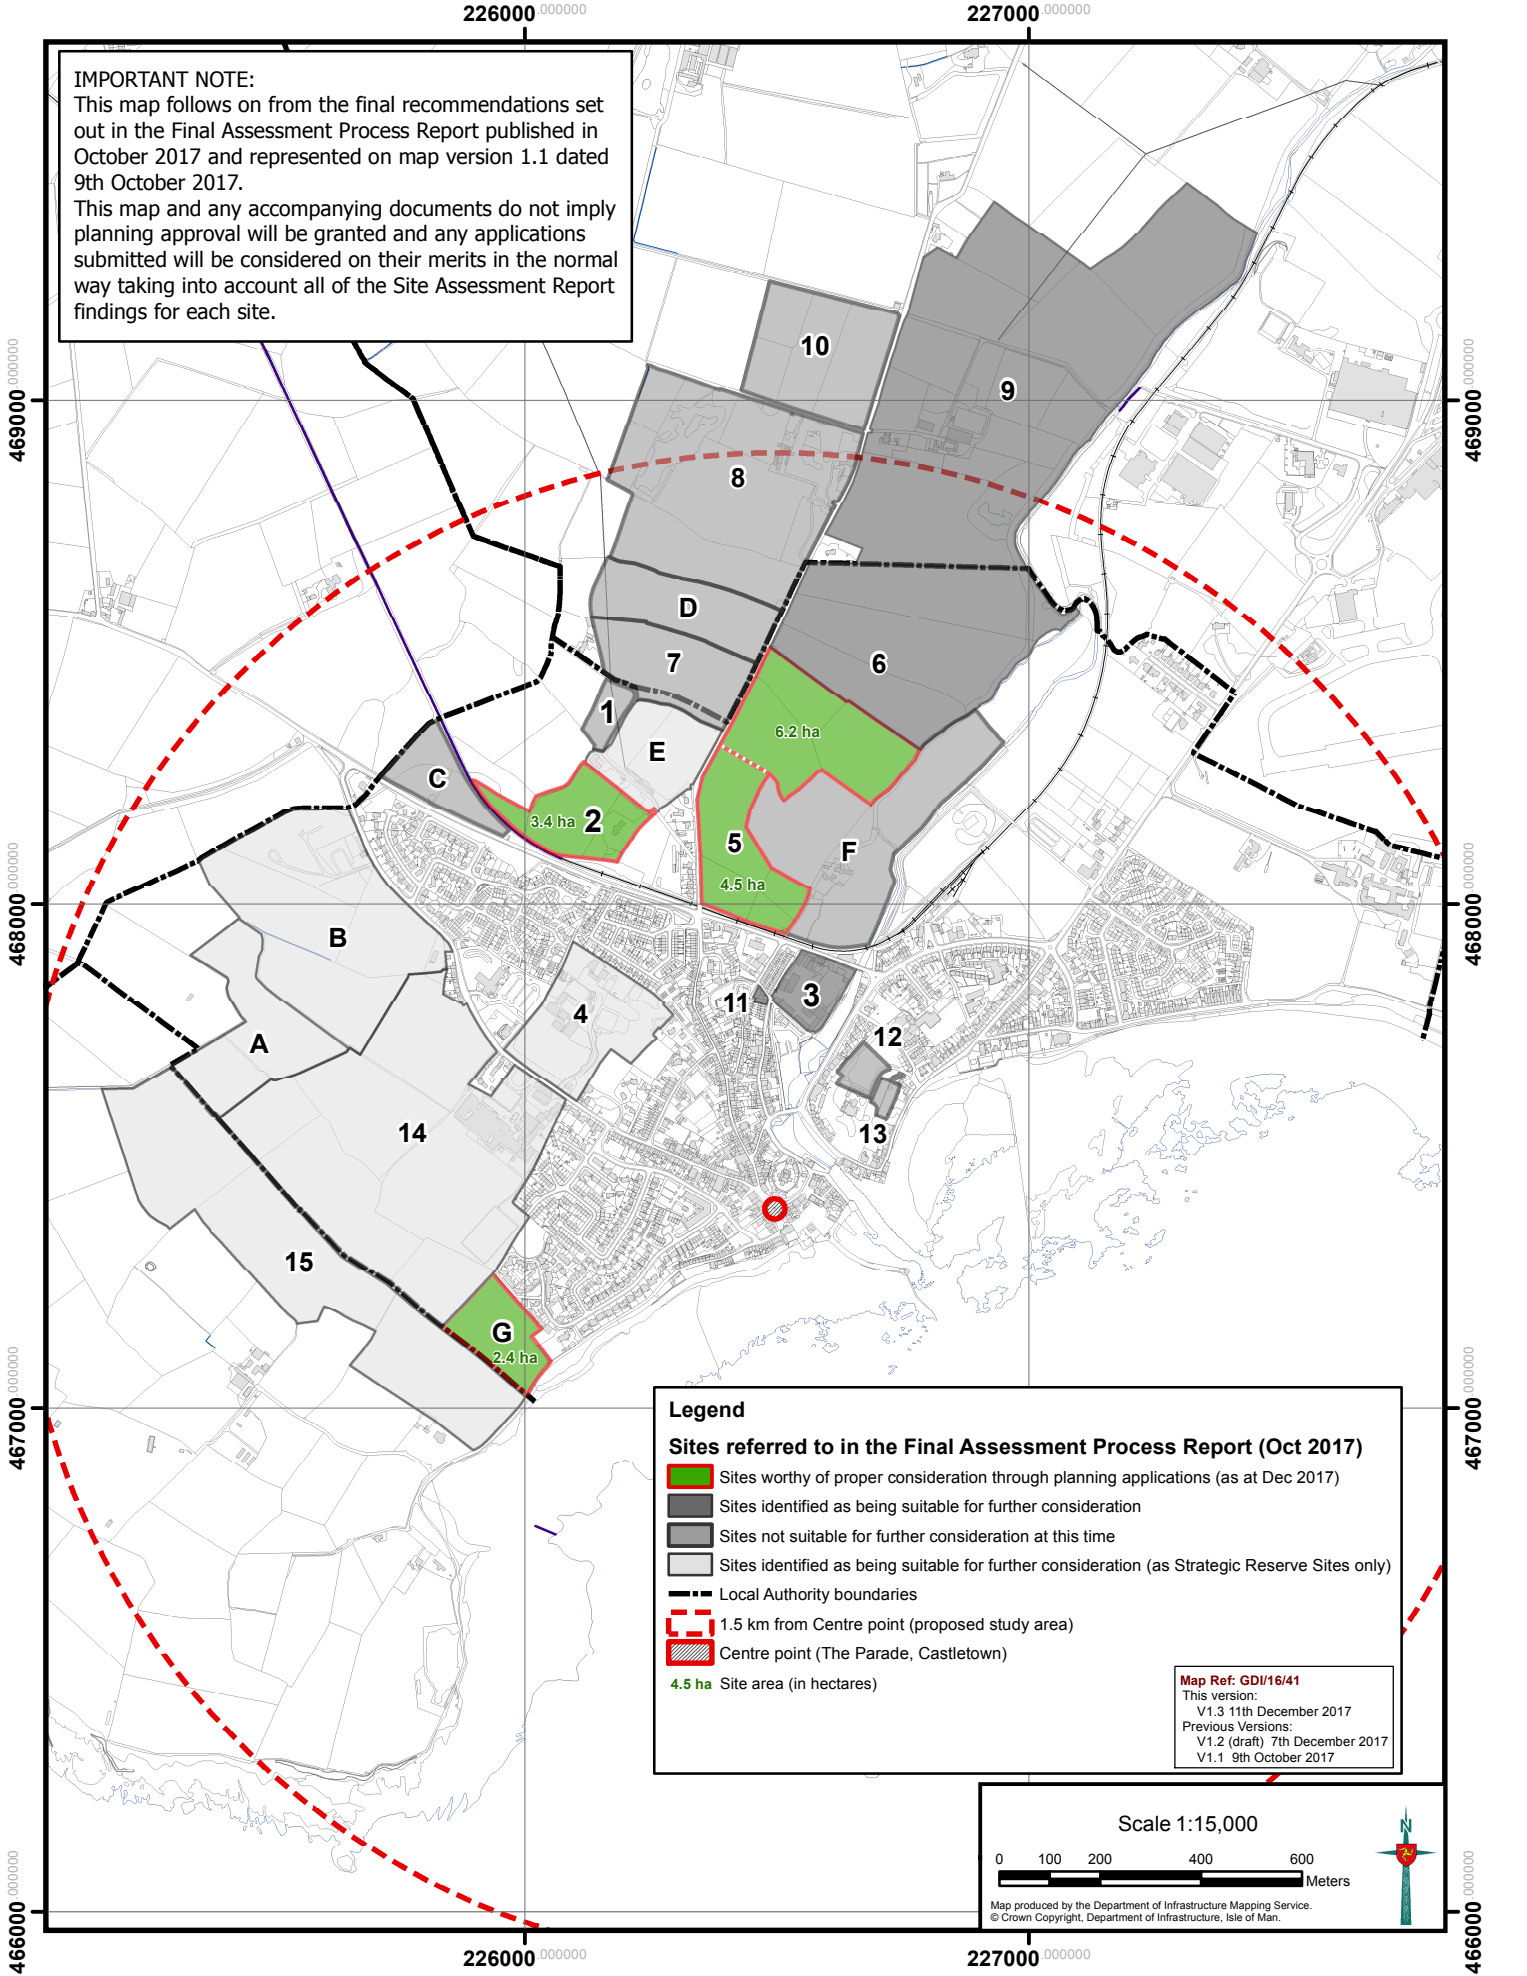 226000.000000
227000.000000
IMPORTANT NOTE:
This map follows on from the final recommendations set
out in the Final Assessment Process Report published in
October 2017 and represented on map version 1.1 dated
9th October 2017.
This map and any accompanying documents do not imply
planning approval will be granted and any applications
submitted will be considered on their merits in the normal
way taking into account all of the Site Assessment Report
findings for each site.
469000.000000
469000.000000
10
9
8
D
7
6
1
6.2 ha
E
C
2
3.4 ha
5
F
4.5 ha
468000.000000
468000.000000
B
4
11
3
A
12
14
13
15
G
2.4 ha
467000.000000
467000.000000
Legend
Sites referred to in the Final Assessment Process Report (Oct 2017)
Sites worthy of proper consideration through planning applications (as at Dec 2017)
Sites identified as being suitable for further consideration
Sites not suitable for further consideration at this time
Sites identified as being suitable for further consideration (as Strategic Reserve Sites only)
Local Authority boundaries
1.5 km from Centre point (proposed study area)
Centre point (The Parade, Castletown)
4.5 ha Site area (in hectares)
Map Ref: GDI/16/41
This version:
V1.3 11th December 2017
Previous Versions:
V1.2 (draft) 7th December 2017
V1.1 9th October 2017
Scale 1:15,000
N
0 100 200 400 600
Meters
Map produced by the Department of Infrastructure Mapping Service.
© Crown Copyright, Department of Infrastructure, Isle of Man.
466000.000000
466000.000000
226000.000000
227000.000000